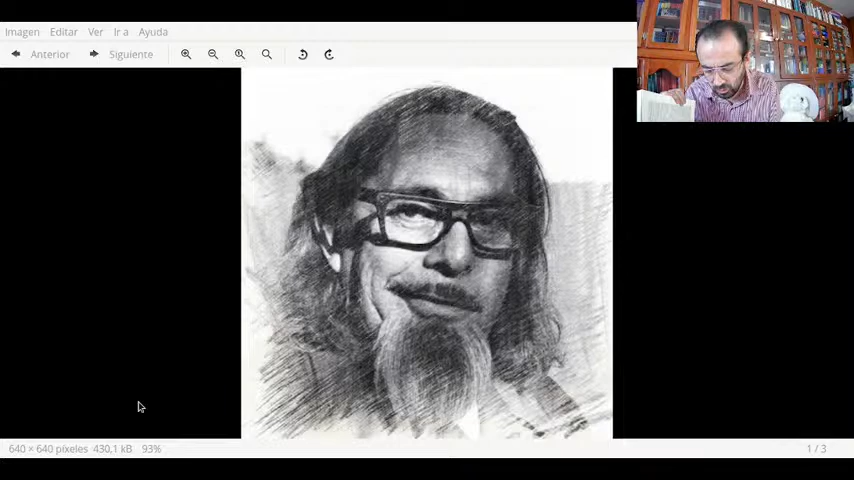 Imagen Editar Ver Ir a Ayuda
Anterior Siguiente
640 × 640 píxeles 430,1 kB 93%
1 / 3